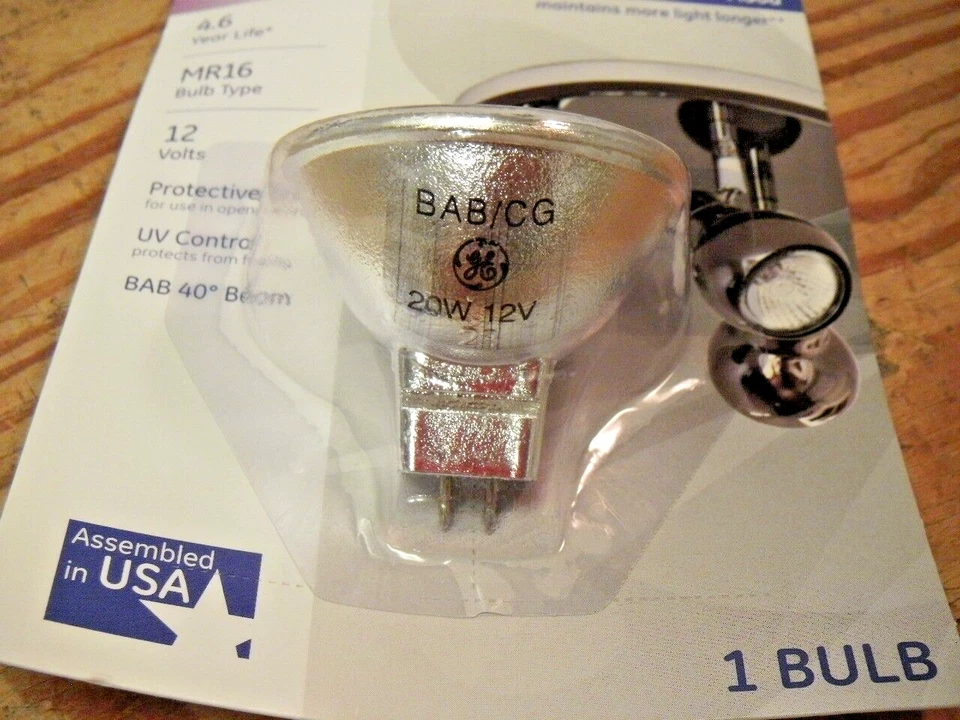 maintains more light longer**
4.6
Year Life*
MR16
Bulb Type
12
Volts
Protective
for use in open
UV Contro
protects from
BAB 40° Beam
BAB/CG
GE
20W 12V
Assembled
in USA
1 BULB